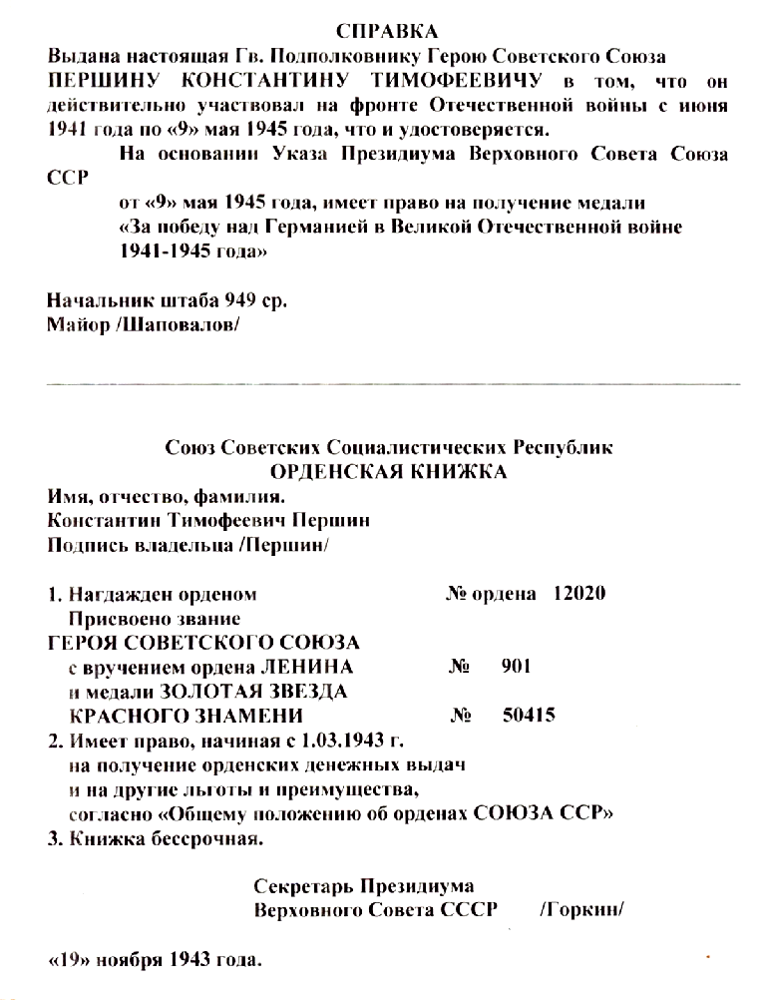 СПРАВКА
Выдана настоящая Гв. Подполковнику Герою Советского Союза
ПЕРШИНУ КОНСТАНТИНУ ТИМОФЕЕВИЧУ в том, что он
действительно участвовал на фронте Отечественной войны с июня
1941 года по «9» мая 1945 года, что и удостоверяется.
На основании Указа Президиума Верховного Совета Союза
ССР
от «9» мая 1945 года, имеет право на получение медали
«За победу над Германией в Великой Отечественной войне
1941-1945 года»
Начальник штаба 949 ср.
Майор /Шаповалов/
Союз Советских Социалистических Республик
ОРДЕНСКАЯ КНИЖКА
Имя, отчество, фамилия.
Константин Тимофеевич Першин
Подпись владельца /Першин/
1. Нагдажден орденом № ордена 12020
Присвоено звание
ГЕРОЯ СОВЕТСКОГО СОЮЗА
с вручением ордена ЛЕНИНА № 901
и медали ЗОЛОТАЯ ЗВЕЗДА
КРАСНОГО ЗНАМЕНИ № 50415
2. Имеет право, начиная с 1.03.1943 г.
на получение орденских денежных выдач
и на другие льготы и преимущества,
согласно «Общему положению об орденах СОЮЗА ССР»
3. Книжка бессрочная.
Секретарь Президиума
Верховного Совета СССР /Горкин/
«19» ноября 1943 года.